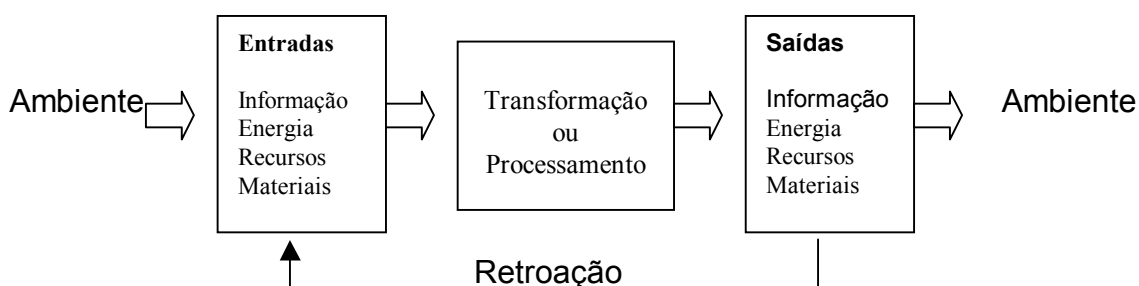 Ambiente
Entradas
Informação
Energia
Recursos
Materiais
Transformação
ou
Processamento
Saídas
Informação
Energia
Recursos
Materiais
Ambiente
Retroação